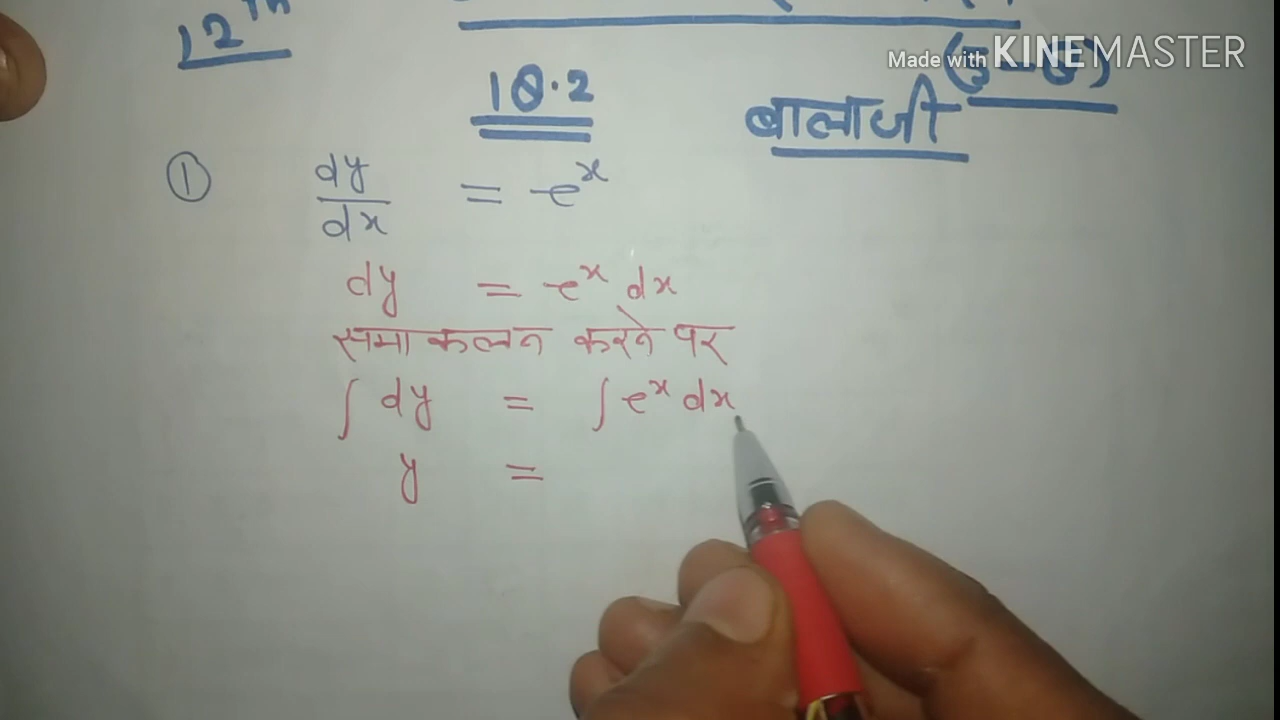 12th
Made with KINEMASTER
(उ-प्र)
10.2
बालाजी
① dy/dx = e^x
dy = e^x dx
समाकलन करने पर
∫ dy = ∫ e^x dx
y =